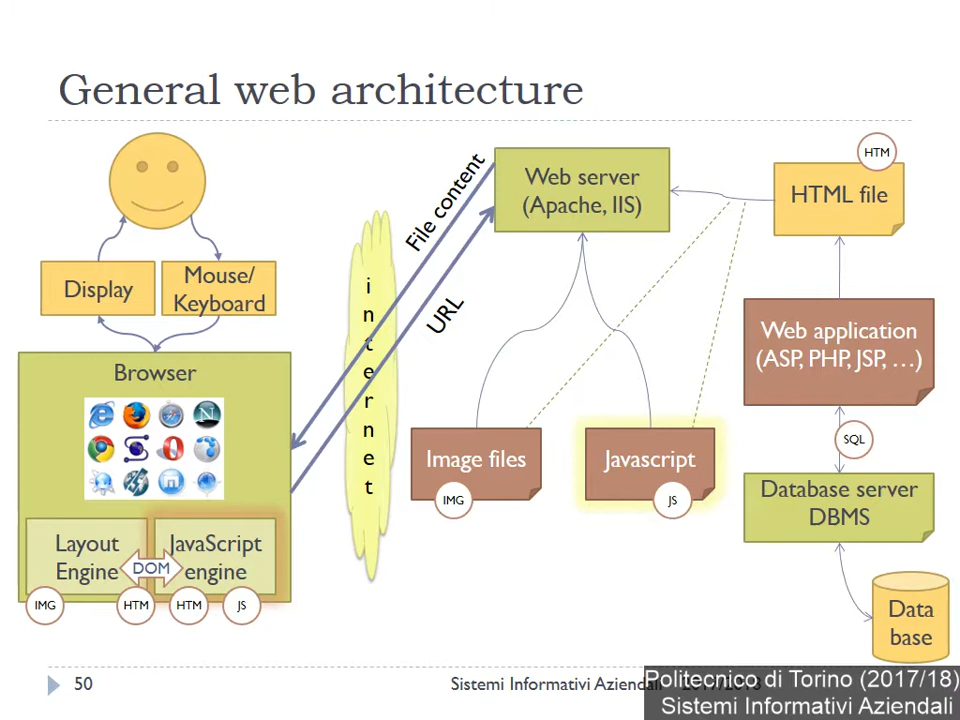 General web architecture
HTM
HTML file
Web server
(Apache, IIS)
File content
URL
internet
Display
Mouse/
Keyboard
Browser
Web application
(ASP, PHP, JSP, …)
SQL
Image files
IMG
Javascript
JS
Database server
DBMS
Data
base
Layout
Engine
DOM
JavaScript
engine
IMG
HTM
HTM
JS
50
Sistemi Informativi Aziendali
Politecnico di Torino (2017/18)
Sistemi Informativi Aziendali